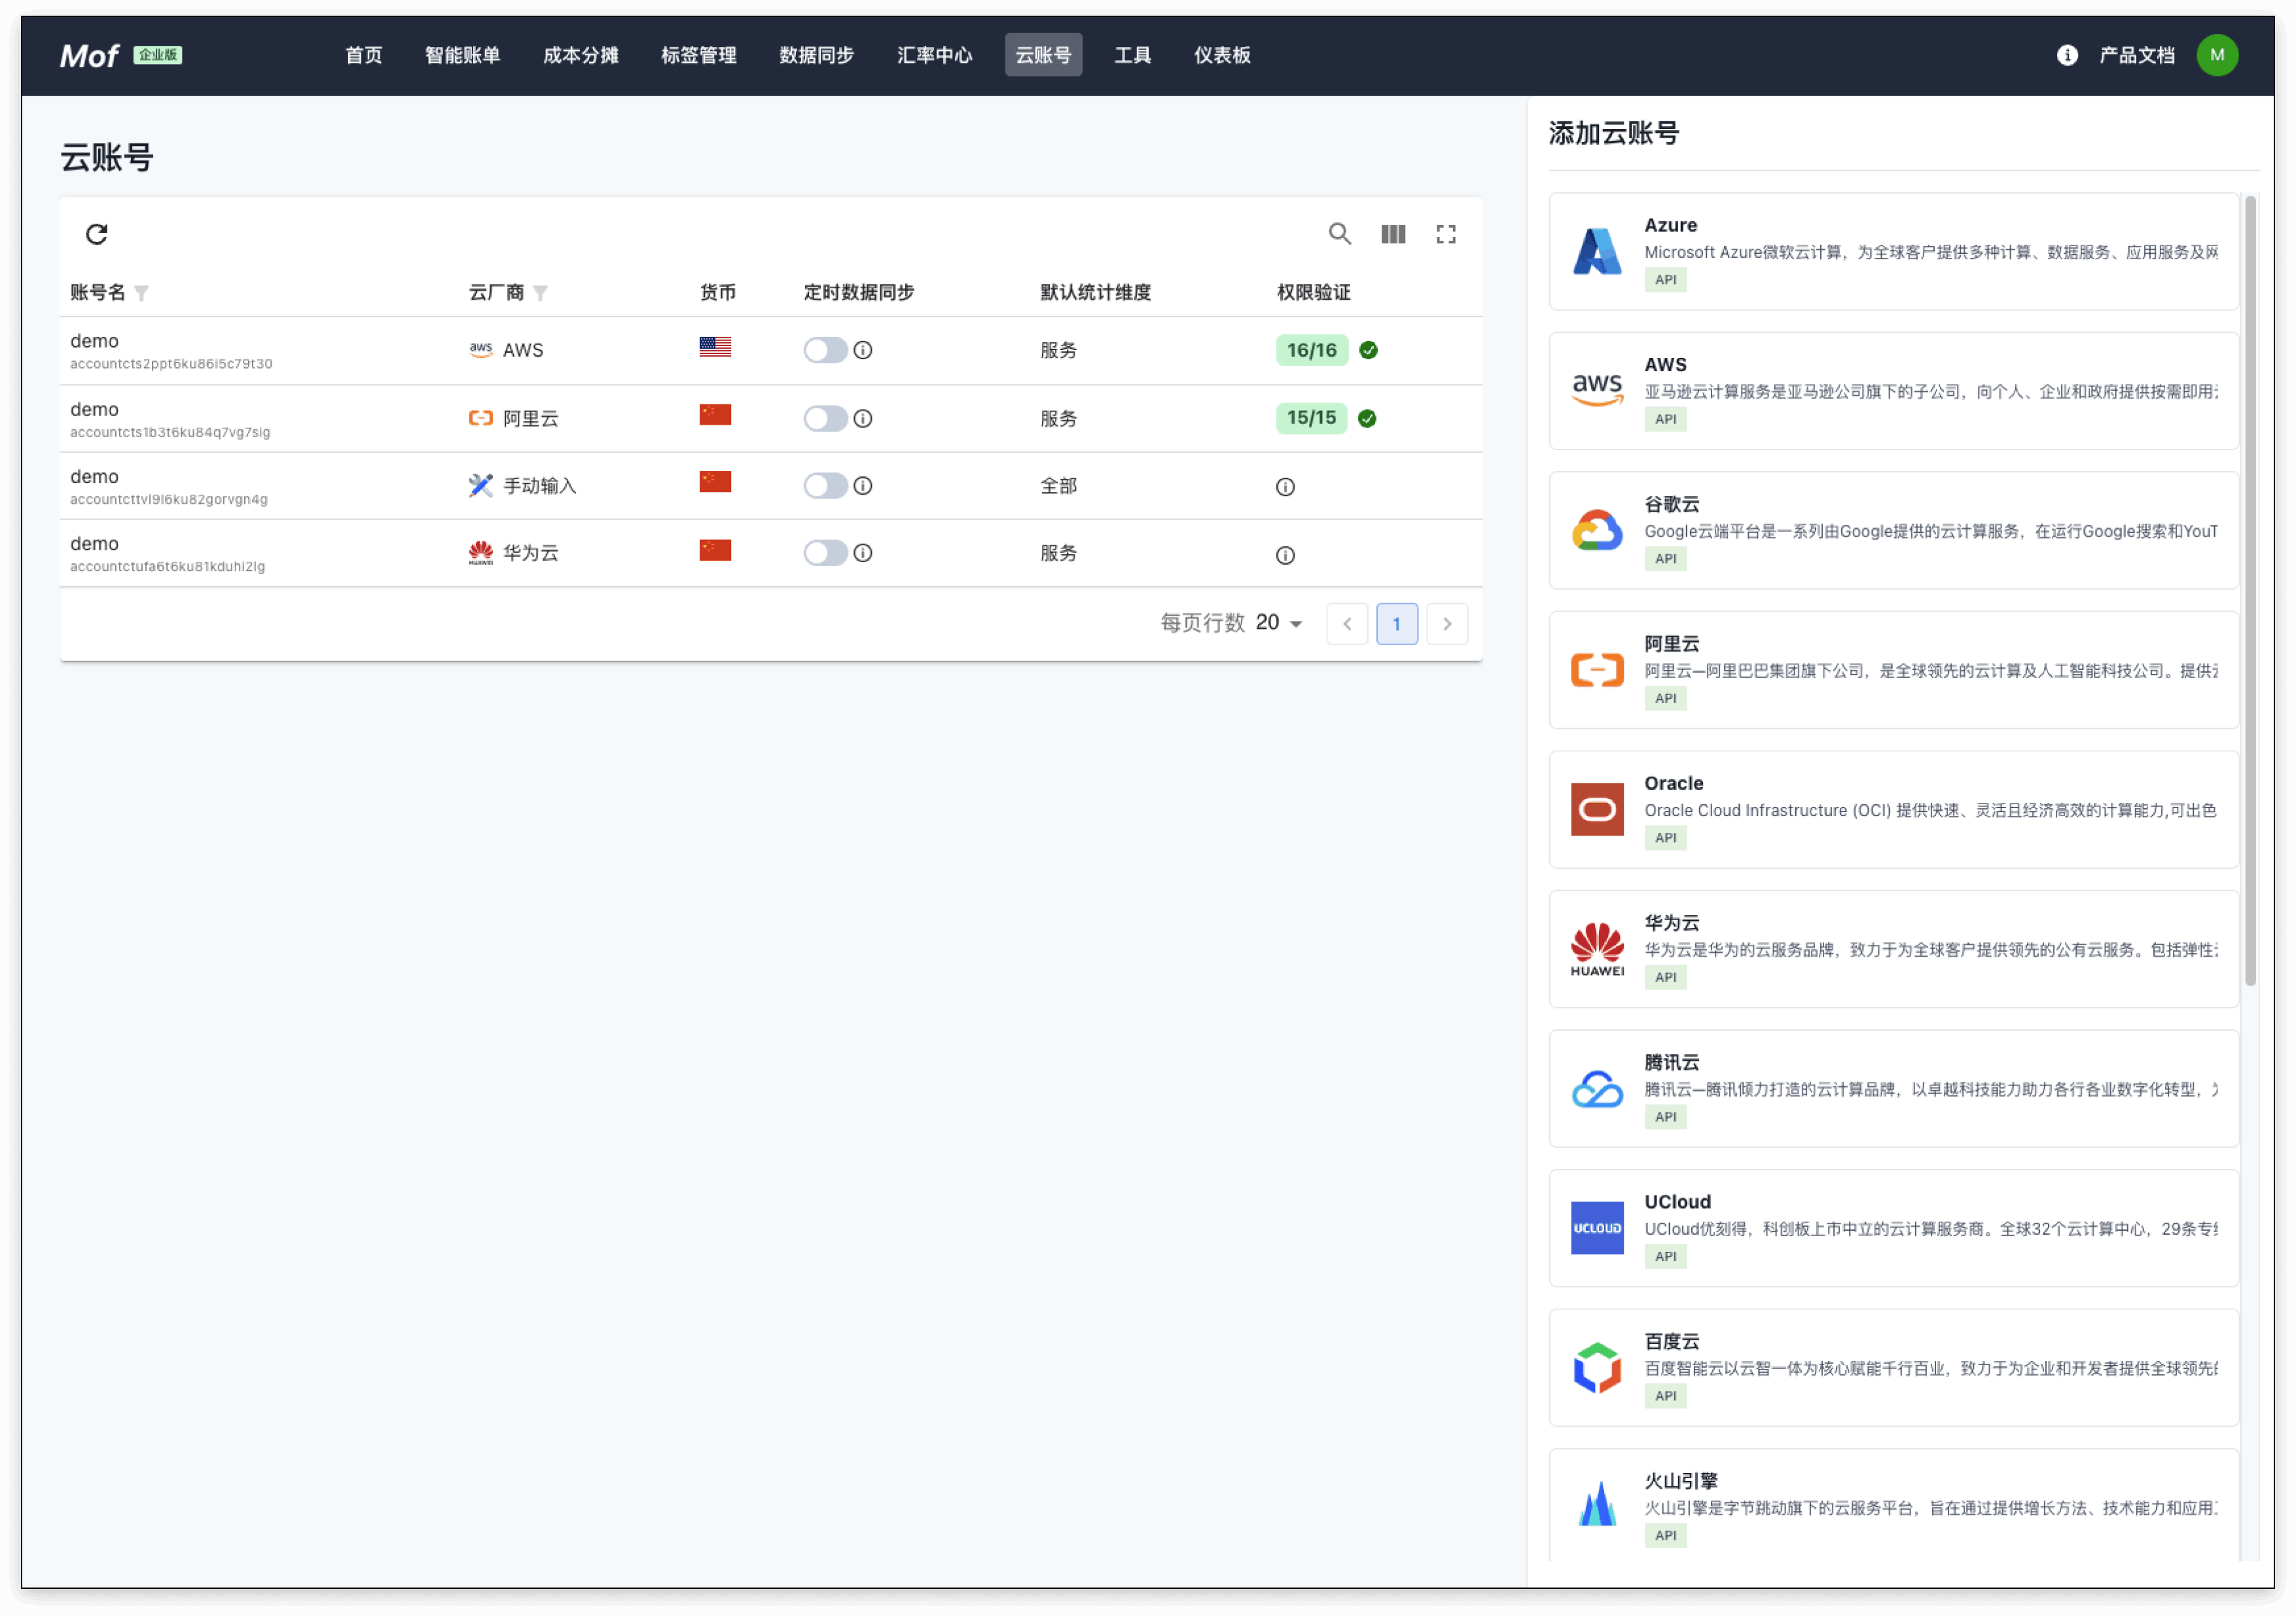 Mof 企业版 首页 智能账单 成本分摊 标签管理 数据同步 汇率中心 云账号 工具 仪表板 产品文档 M
云账号
账号名 云厂商 货币 定时数据同步 默认统计维度 权限验证
demo aws AWS 服务 16/16
accountcts2ppt6ku86i5c79t30
demo 阿里云 服务 15/15
accountcts1b3t6ku84q7vg7sig
demo 手动输入 全部
accountcttvl9l6ku82gorvgn4g
demo 华为云 服务
accountctufa6t6ku81kduhi2lg
每页行数 20 1
添加云账号
Azure
Microsoft Azure微软云计算，为全球客户提供多种计算、数据服务、应用服务及网
API
aws
AWS
亚马逊云计算服务是亚马逊公司旗下的子公司，向个人、企业和政府提供按需即用
API
谷歌云
Google云端平台是一系列由Google提供的云计算服务，在运行Google搜索和YouT
API
阿里云
阿里云—阿里巴巴集团旗下公司，是全球领先的云计算及人工智能科技公司。提供
API
Oracle
Oracle Cloud Infrastructure (OCI) 提供快速、灵活且经济高效的计算能力,可出色
API
HUAWEI
华为云
华为云是华为的云服务品牌，致力于为全球客户提供领先的公有云服务。包括弹性
API
腾讯云
腾讯云—腾讯倾力打造的云计算品牌，以卓越科技能力助力各行各业数字化转型，
API
UCLOUD
UCloud
UCloud优刻得，科创板上市中立的云计算服务商。全球32个云计算中心，29条专
API
百度云
百度智能云以云智一体为核心赋能千行百业，致力于为企业和开发者提供全球领先
API
火山引擎
火山引擎是字节跳动旗下的云服务平台，旨在通过提供增长方法、技术能力和应用
API